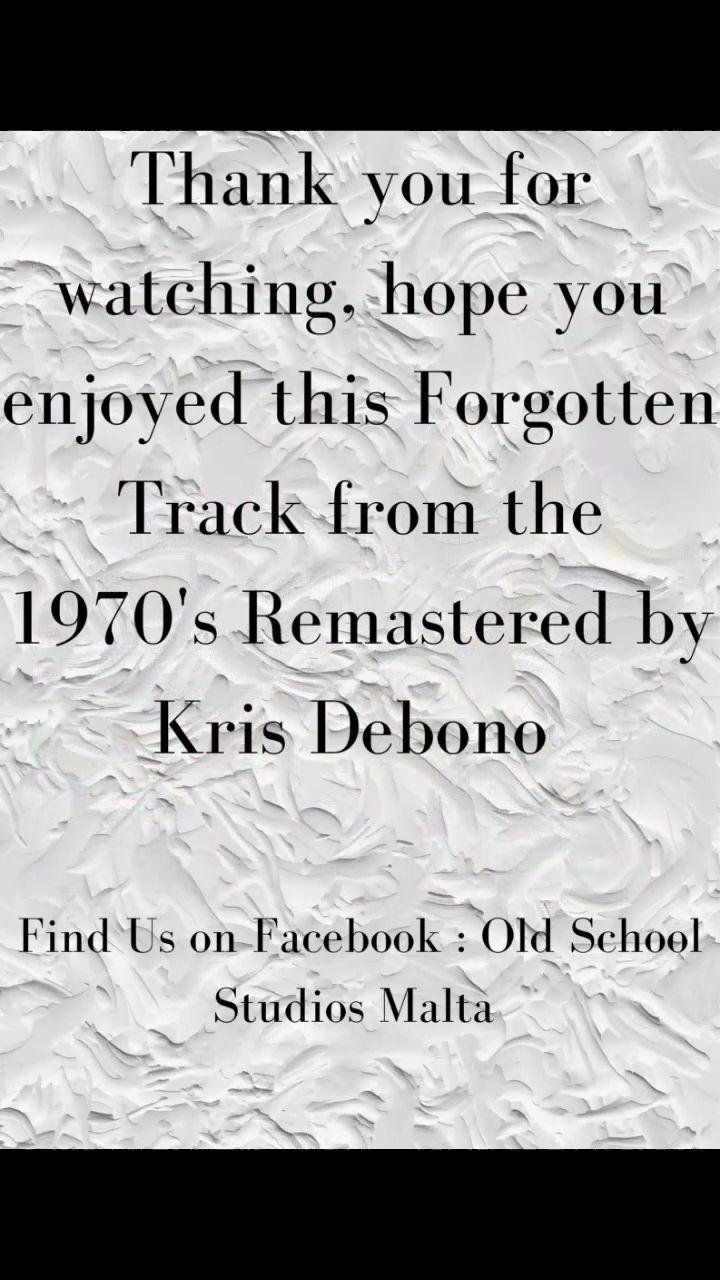 Thank you for
watching, hope you
enjoyed this Forgotten
Track from the
1970's Remastered by
Kris Debono
Find Us on Facebook : Old School
Studios Malta